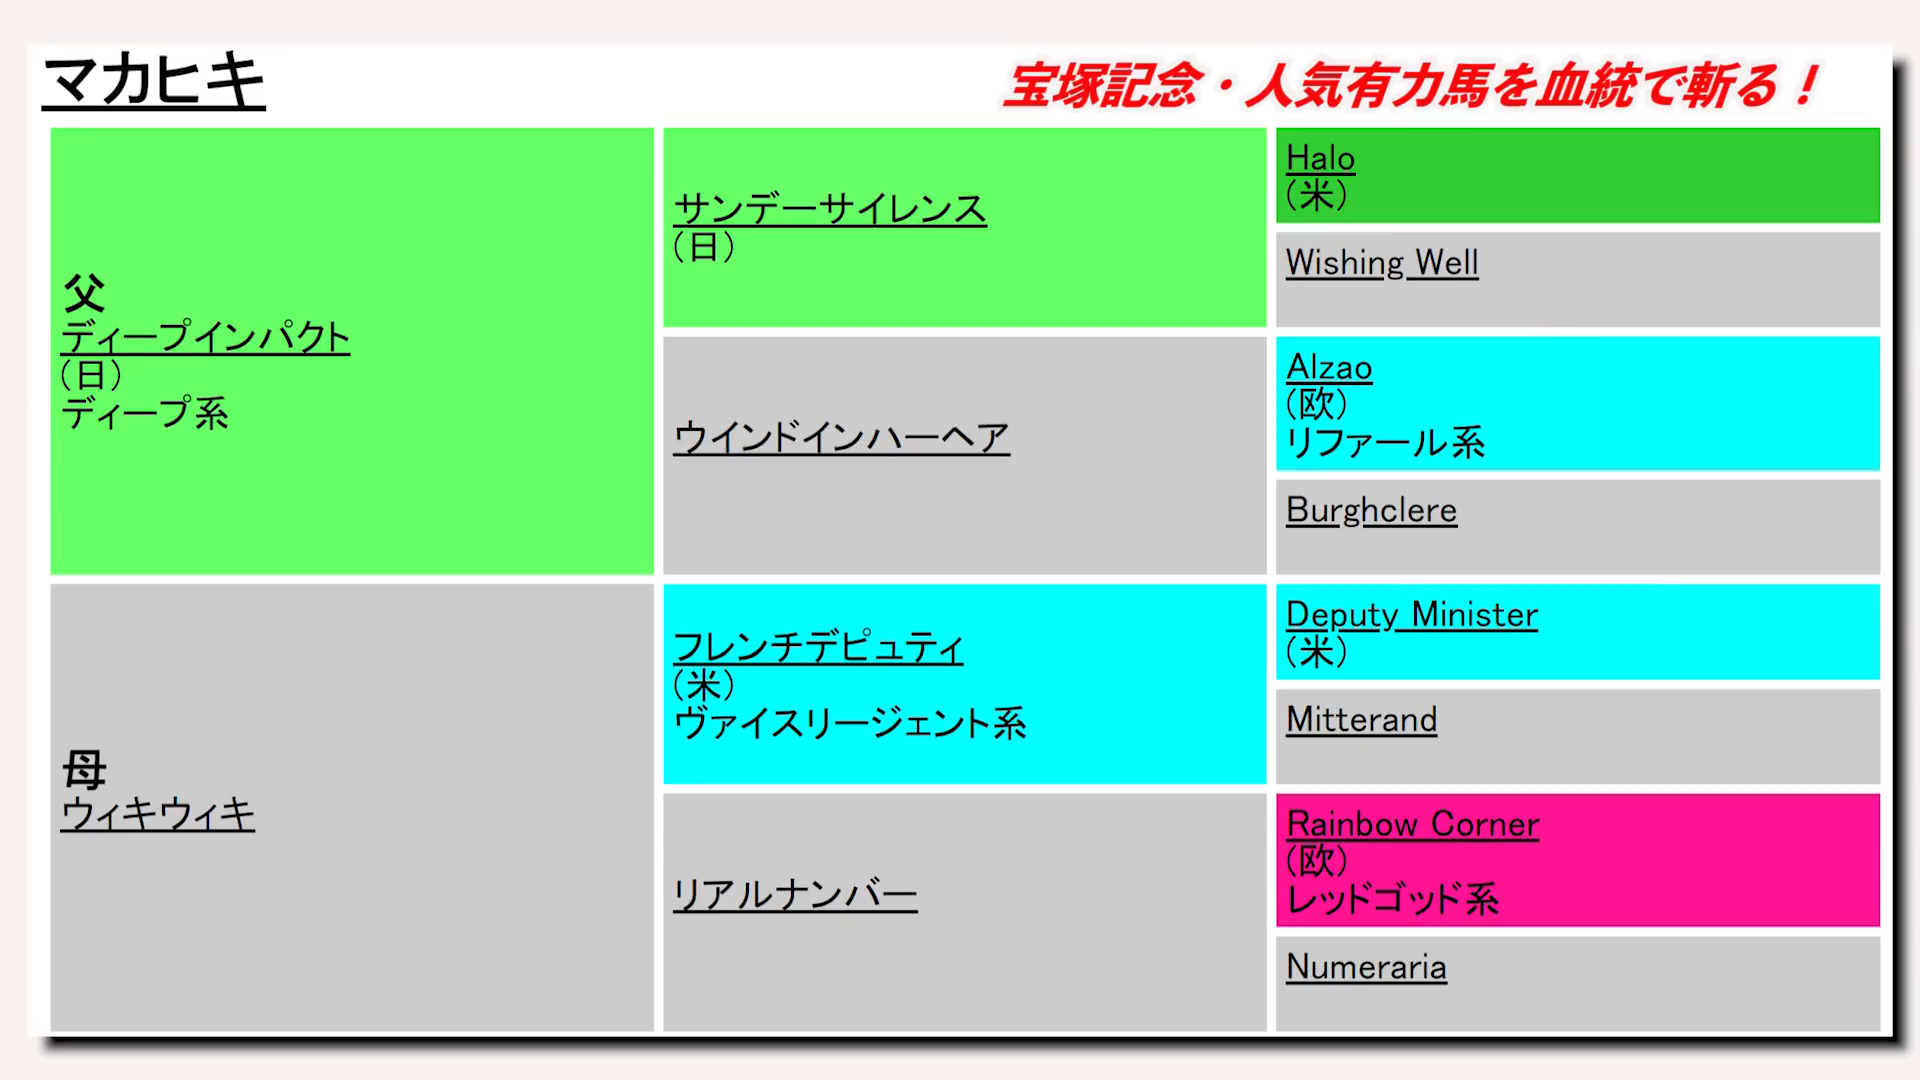 マカヒキ
宝塚記念・人気有力馬を血統で斬る！
父
ディープインパクト
(日)
ディープ系
サンデーサイレンス
(日)
Halo
(米)
Wishing Well
ウインドインハーヘア
Alzao
(欧)
リファール系
Burghclere
母
ウィキウィキ
フレンチデピュティ
(米)
ヴァイスリージェント系
Deputy Minister
(米)
Mitterand
リアルナンバー
Rainbow Corner
(欧)
レッドゴッド系
Numeraria